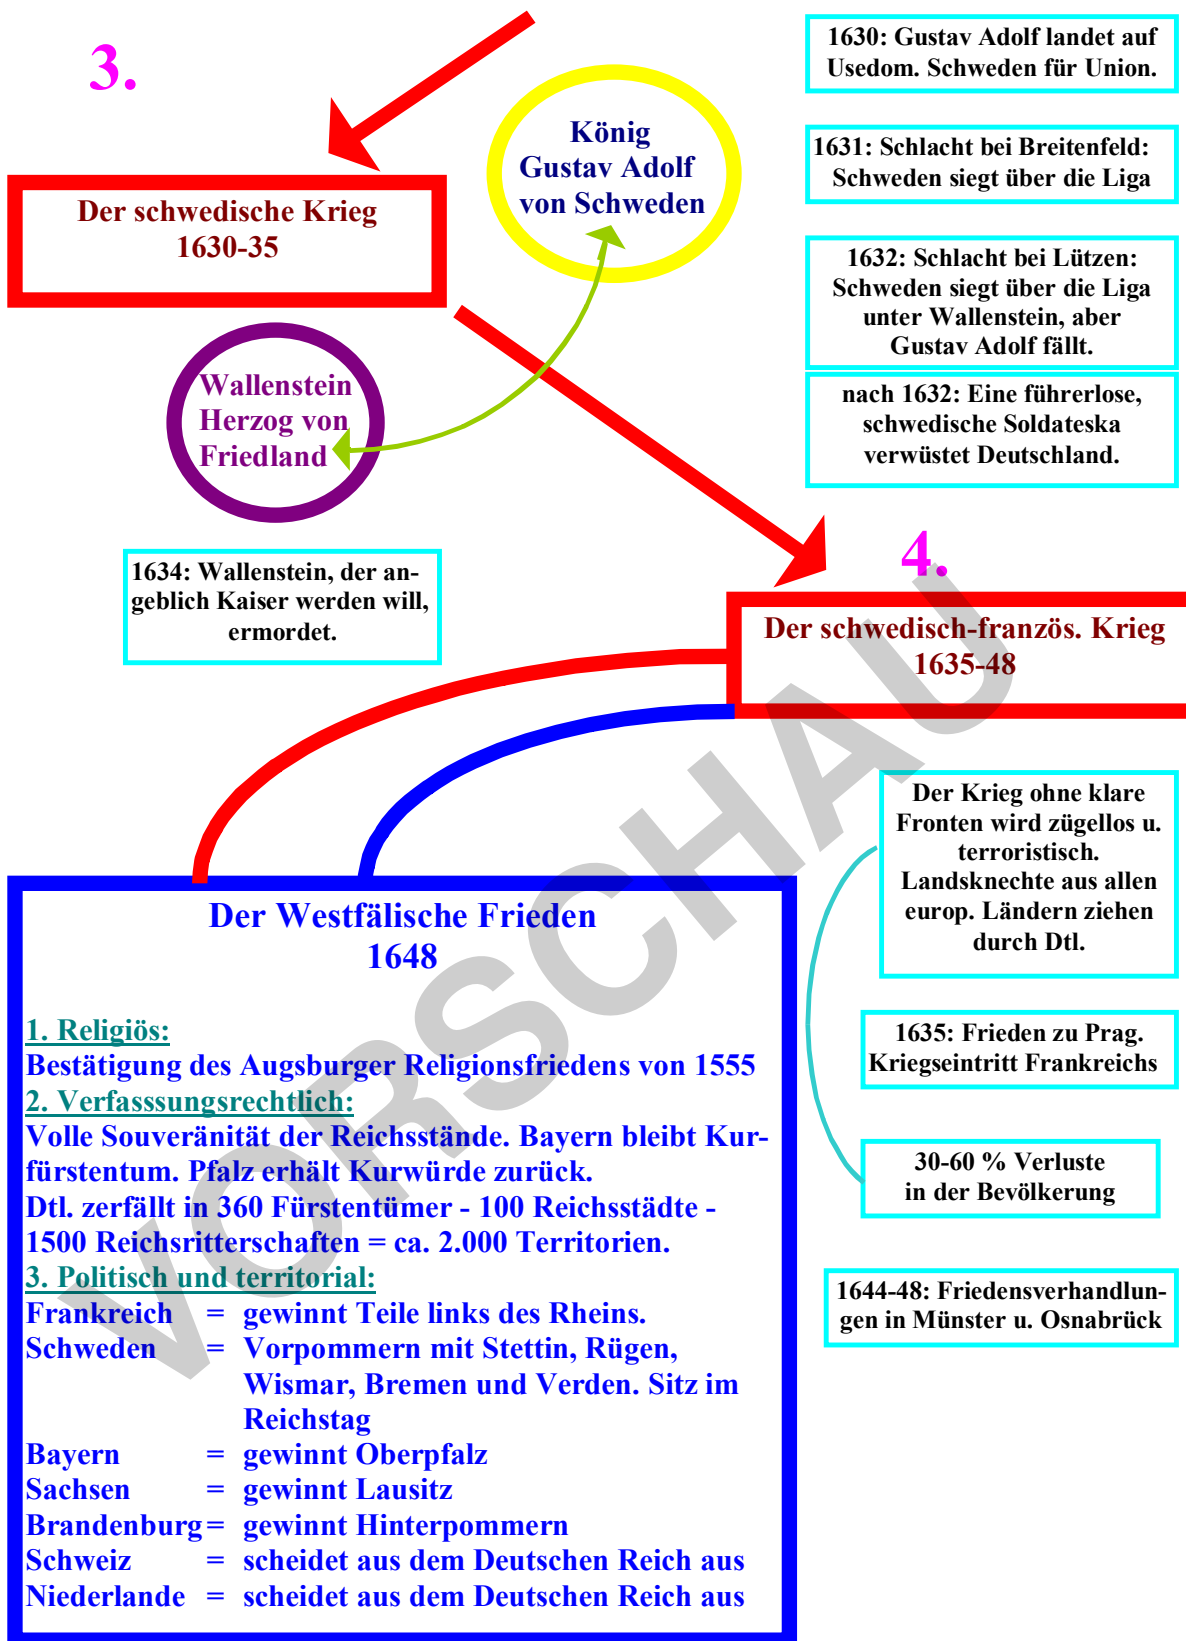 3.
1630: Gustav Adolf landet auf
Usedom. Schweden für Union.
König
Gustav Adolf
von Schweden
1631: Schlacht bei Breitenfeld:
Schweden siegt über die Liga
Der schwedische Krieg
1630-35
1632: Schlacht bei Lützen:
Schweden siegt über die Liga
unter Wallenstein, aber
Gustav Adolf fällt.
Wallenstein
Herzog von
Friedland
nach 1632: Eine führerlose,
schwedische Soldateska
verwüstet Deutschland.
1634: Wallenstein, der an-
geblich Kaiser werden will,
ermordet.
4.
Der schwedisch-französ. Krieg
1635-48
Der Krieg ohne klare
Fronten wird zügellos u.
terroristisch.
Landsknechte aus allen
europ. Ländern ziehen
durch Dtl.
1635: Frieden zu Prag.
Kriegseintritt Frankreichs
30-60 % Verluste
in der Bevölkerung
1644-48: Friedensverhandlun-
gen in Münster u. Osnabrück
Der Westfälische Frieden
1648
1. Religiös:
Bestätigung des Augsburger Religionsfriedens von 1555
2. Verfasssungsrechtlich:
Volle Souveränität der Reichsstände. Bayern bleibt Kur-
fürstentum. Pfalz erhält Kurwürde zurück.
Dtl. zerfällt in 360 Fürstentümer - 100 Reichsstädte -
1500 Reichsritterschaften = ca. 2.000 Territorien.
3. Politisch und territorial:
Frankreich = gewinnt Teile links des Rheins.
Schweden = Vorpommern mit Stettin, Rügen,
Wismar, Bremen und Verden. Sitz im
Reichstag
Bayern = gewinnt Oberpfalz
Sachsen = gewinnt Lausitz
Brandenburg = gewinnt Hinterpommern
Schweiz = scheidet aus dem Deutschen Reich aus
Niederlande = scheidet aus dem Deutschen Reich aus
VORSCHAU